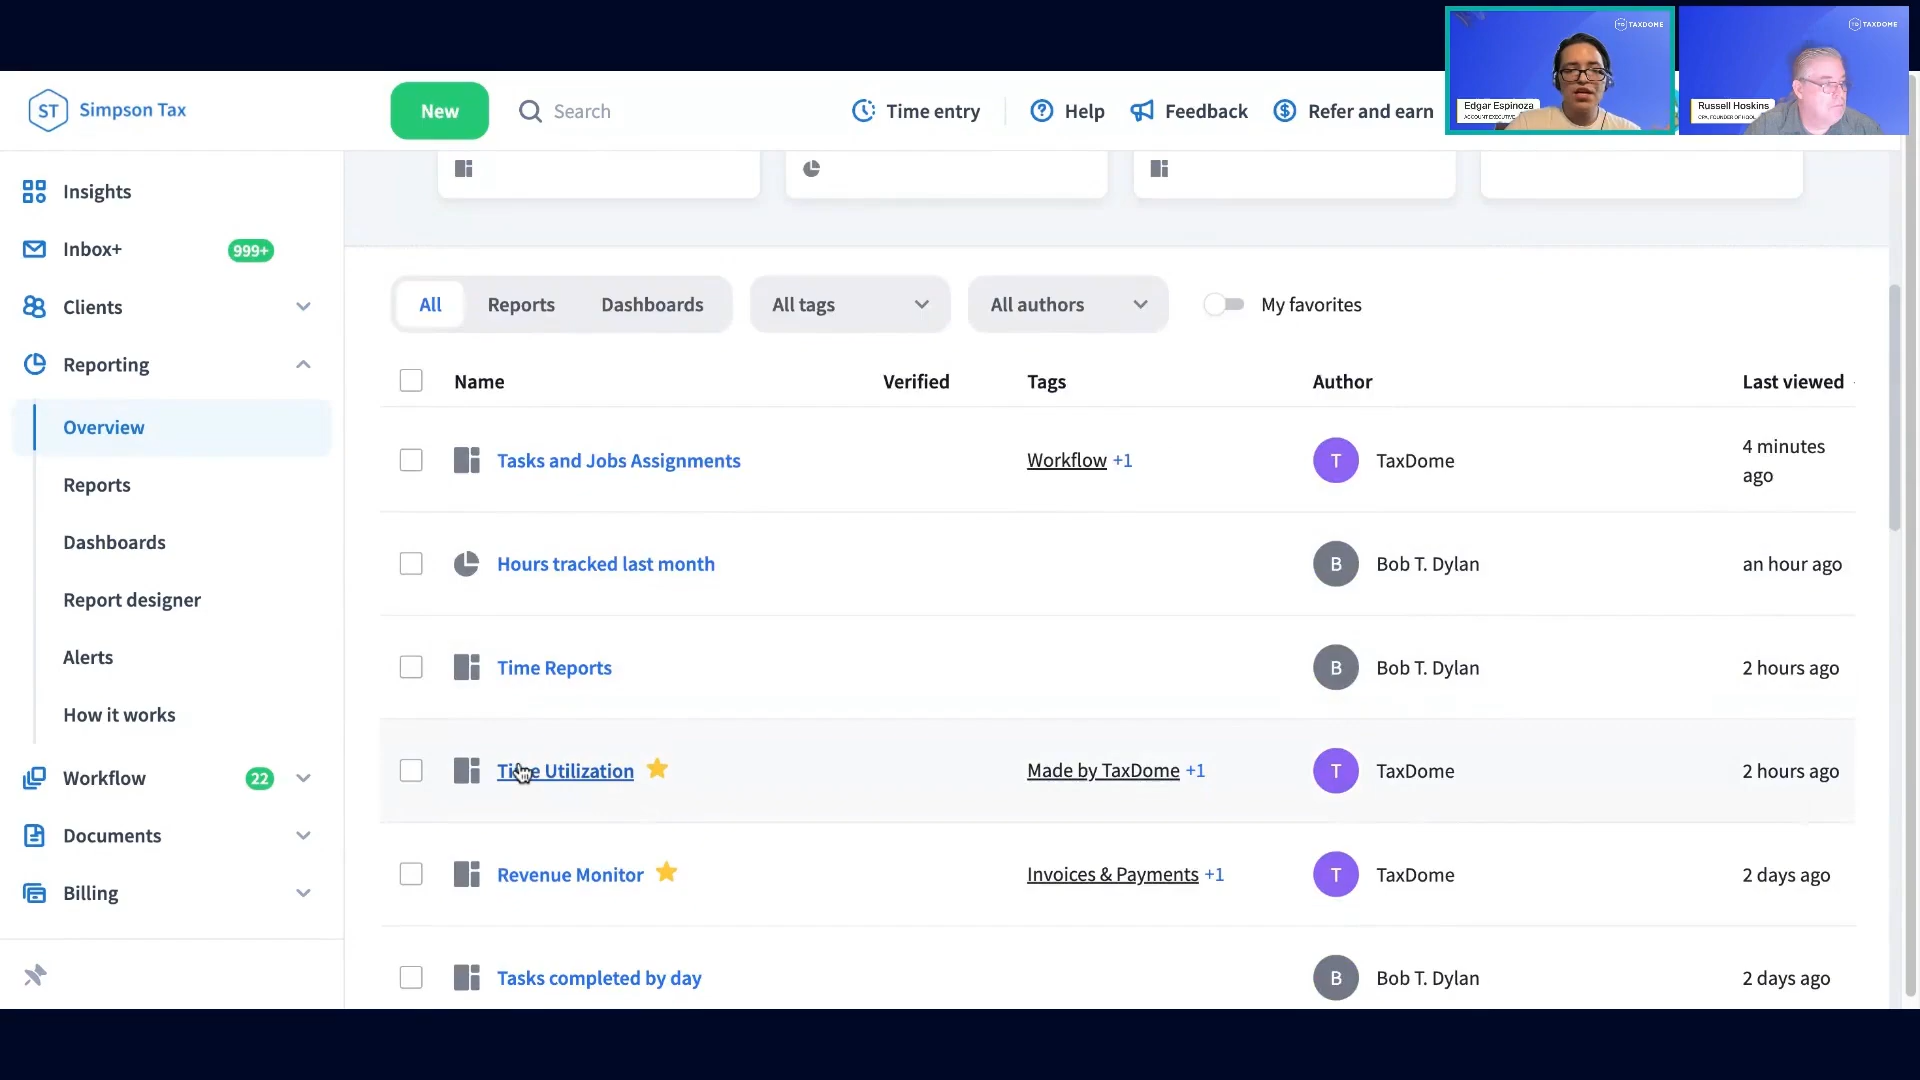 TAXDOME
TAXDOME
Edgar Espinoza
ACCOUNT EXECUTIVE
Russell Hoskins
ST
Simpson Tax
New
Search
Time entry
Help
Feedback
Refer and earn
Insights
Inbox+
999+
Clients
Reporting
Overview
Reports
Dashboards
Report designer
Alerts
How it works
Workflow
22
Documents
Billing
All
Reports
Dashboards
All tags
All authors
My favorites
Name
Verified
Tags
Author
Last viewed
Tasks and Jobs Assignments
Workflow +1
T
TaxDome
4 minutes
ago
Hours tracked last month
B
Bob T. Dylan
an hour ago
Time Reports
B
Bob T. Dylan
2 hours ago
Time Utilization
Made by TaxDome +1
T
TaxDome
2 hours ago
Revenue Monitor
Invoices & Payments +1
T
TaxDome
2 days ago
Tasks completed by day
B
Bob T. Dylan
2 days ago